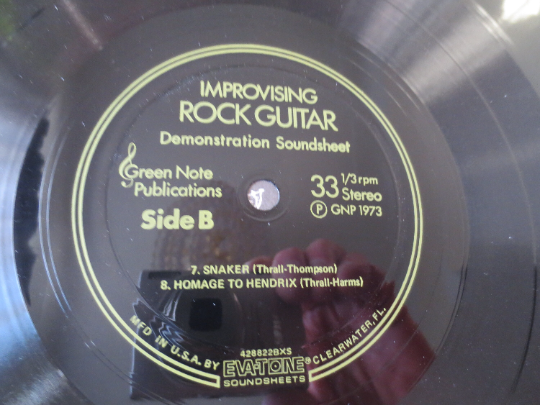 IMPROVISING
ROCK GUITAR
Demonstration Soundsheet
Green Note
Publications
Side B
33 1/3 rpm
Stereo
Ⓟ GNP 1973
7. SNAKER (Thrall-Thompson)
8. HOMAGE TO HENDRIX (Thrall-Harms)
428822BXS
MFD IN U.S.A. BY EVA-TONE® CLEARWATER, FL.
SOUNDSHEETS